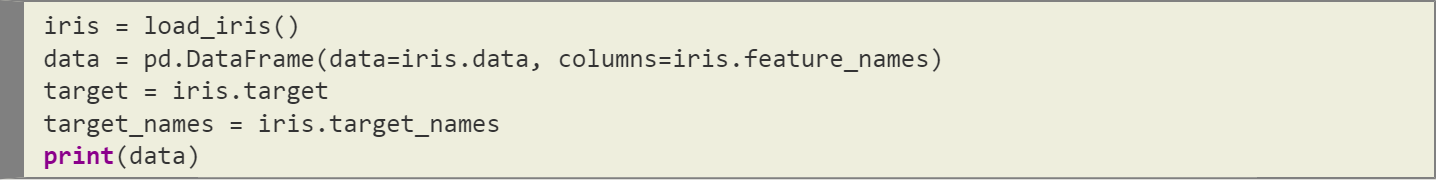 iris = load_iris()
data = pd.DataFrame(data=iris.data, columns=iris.feature_names)
target = iris.target
target_names = iris.target_names
print(data)